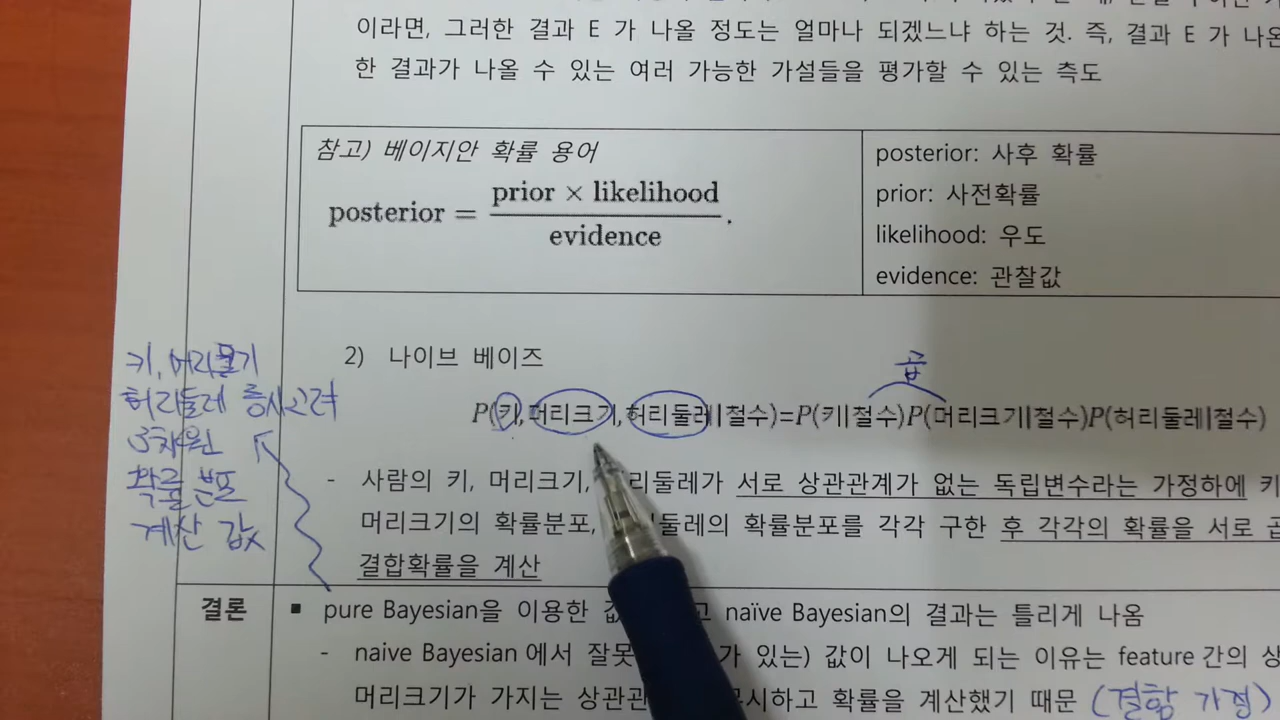 이라면, 그러한 결과 E 가 나올 정도는 얼마나 되겠느냐 하는 것. 즉, 결과 E 가 나온
한 결과가 나올 수 있는 여러 가능한 가설들을 평가할 수 있는 측도
참고) 베이지안 확률 용어
posterior = prior × likelihood / evidence .
posterior: 사후 확률
prior: 사전확률
likelihood: 우도
evidence: 관찰값
2) 나이브 베이즈
곱
P(키,머리크기,허리둘레|철수)=P(키|철수)P(머리크기|철수)P(허리둘레|철수)
키, 머리크기
허리둘레 동시고려
3차원
확률 분포
계산 값
- 사람의 키, 머리크기, 리둘레가 서로 상관관계가 없는 독립변수라는 가정하에 키
머리크기의 확률분포, 둘레의 확률분포를 각각 구한 후 각각의 확률을 서로 곱
결합확률을 계산
결론
■ pure Bayesian을 이용한 값 고 naïve Bayesian의 결과는 틀리게 나옴
- naive Bayesian 에서 잘못 가 있는) 값이 나오게 되는 이유는 feature 간의 상
머리크기가 가지는 상관관 무시하고 확률을 계산했기 때문 (결함 가정)